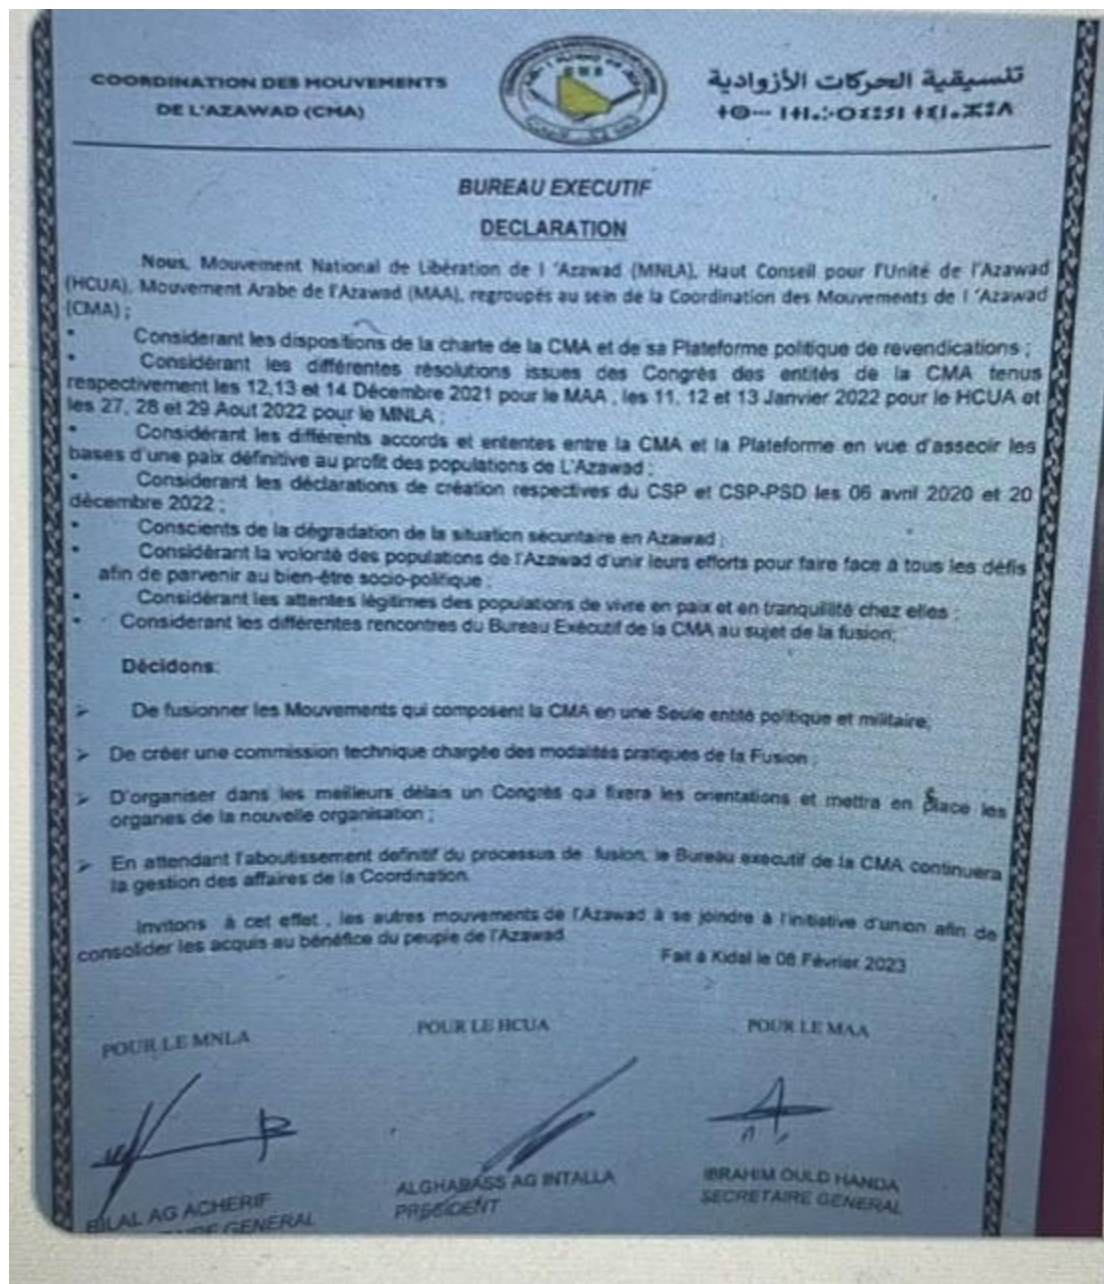 COORDINATION DES MOUVEMENTS
DE L'AZAWAD (CMA)
تنسيقية الحركات الأزوادية
BUREAU EXECUTIF
DECLARATION
Nous, Mouvement National de Libération de l 'Azawad (MNLA), Haut Conseil pour l'Unité de l'Azawad
(HCUA), Mouvement Arabe de l'Azawad (MAA), regroupés au sein de la Coordination des Mouvements de l 'Azawad
(CMA) ;
• Considerant les dispositions de la charte de la CMA et de sa Plateforme politique de revendications ;
• Considérant les différentes résolutions issues des Congrès des entités de la CMA tenus
respectivement les 12,13 et 14 Décembre 2021 pour le MAA , les 11, 12 et 13 Janvier 2022 pour le HCUA et
les 27, 28 et 29 Aout 2022 pour le MNLA ;
• Considérant les différents accords et ententes entre la CMA et la Plateforme en vue d'asseoir les
bases d'une paix définitive au profit des populations de L'Azawad ;
• Considerant les déclarations de création respectives du CSP et CSP-PSD les 06 avril 2020 et 20
décembre 2022 ;
• Conscients de la dégradation de la situation sécuritaire en Azawad ;
• Considérant la volonté des populations de l'Azawad d'unir leurs efforts pour faire face à tous les défis
afin de parvenir au bien-être socio-politique ;
• Considérant les attentes légitimes des populations de vivre en paix et en tranquillité chez elles ;
• Considerant les différentes rencontres du Bureau Exécutif de la CMA au sujet de la fusion;
Décidons:
➢ De fusionner les Mouvements qui composent la CMA en une Seule entité politique et militaire;
➢ De créer une commission technique chargée des modalités pratiques de la Fusion ;
➢ D'organiser dans les meilleurs délais un Congrès qui fixera les orientations et mettra en place les
organes de la nouvelle organisation ;
➢ En attendant l'aboutissement definitif du processus de fusion, le Bureau executif de la CMA continuera
la gestion des affaires de la Coordination.
Invitons à cet effet , les autres mouvements de l'Azawad à se joindre à l'initiative d'union afin de
consolider les acquis au bénéfice du peuple de l'Azawad
Fait à Kidal le 08 Février 2023
POUR LE MNLA
POUR LE HCUA
POUR LE MAA
BILAL AG ACHERIF
GENERAL
ALGHABASS AG INTALLA
PRESIDENT
IBRAHIM OULD HANDA
SECRETAIRE GENERAL